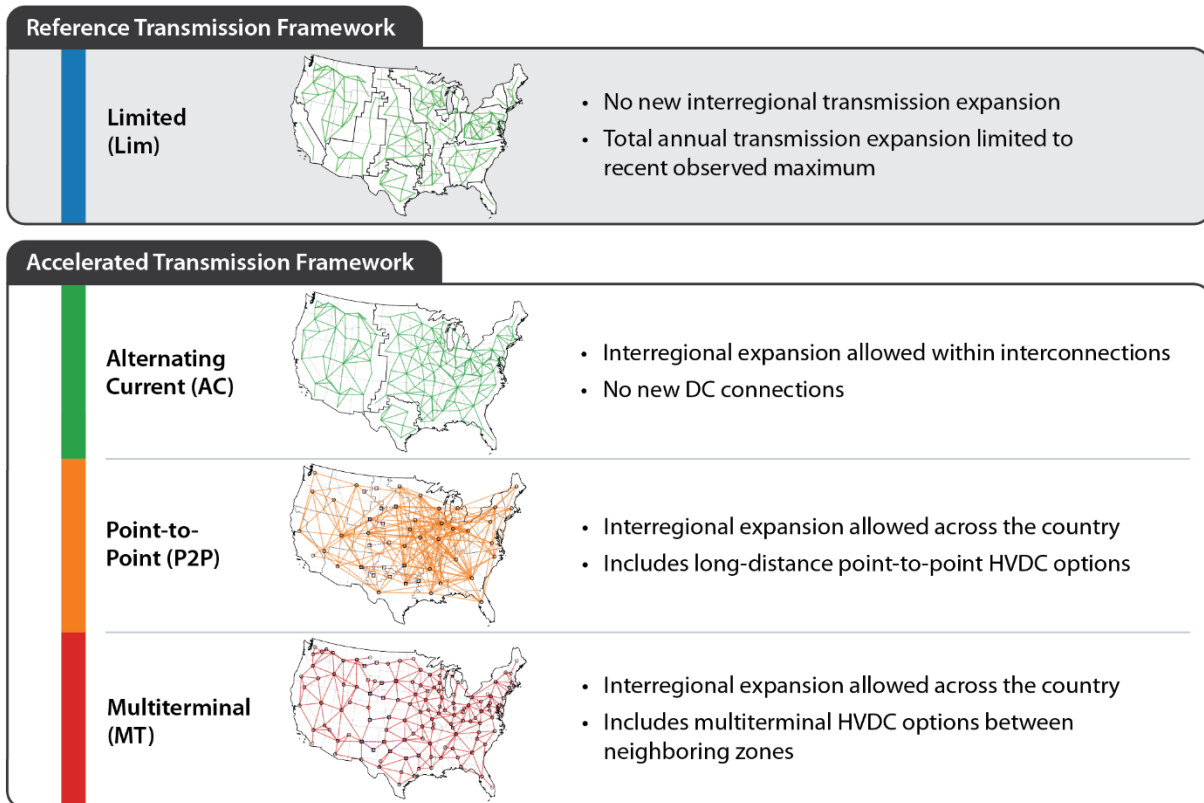 Reference Transmission Framework
Limited
(Lim)
• No new interregional transmission expansion
• Total annual transmission expansion limited to
recent observed maximum
Accelerated Transmission Framework
Alternating
Current (AC)
• Interregional expansion allowed within interconnections
• No new DC connections
Point-to-
Point (P2P)
• Interregional expansion allowed across the country
• Includes long-distance point-to-point HVDC options
Multiterminal
(MT)
• Interregional expansion allowed across the country
• Includes multiterminal HVDC options between
neighboring zones